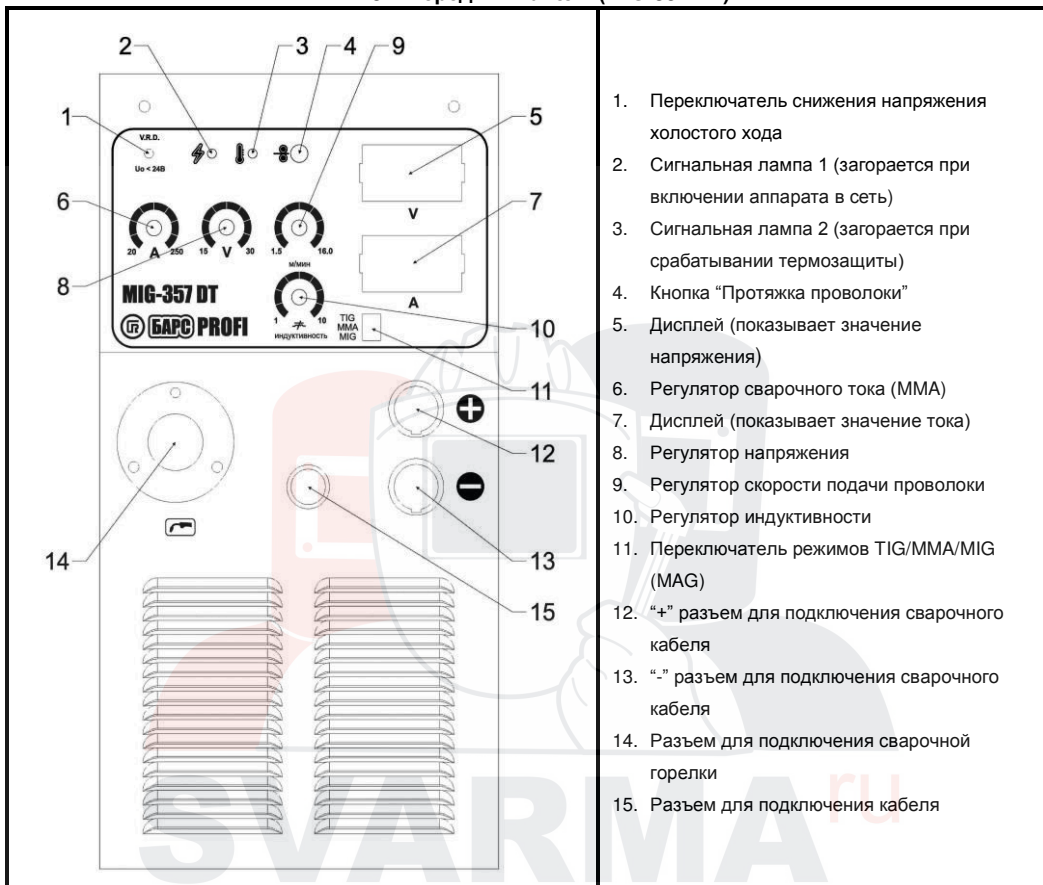 2
3
4
9
1
5
6
7
8
10
11
12
13
14
15
V.R.D.
Uo < 24В
V
20 A 250
15 V 30
1.5 16.0
м/мин
A
MIG-357 DT
БАРС PROFI
1 10
индуктивность
TIG
MMA
MIG
1. Переключатель снижения напряжения
холостого хода
2. Сигнальная лампа 1 (загорается при
включении аппарата в сеть)
3. Сигнальная лампа 2 (загорается при
срабатывании термозащиты)
4. Кнопка “Протяжка проволоки”
5. Дисплей (показывает значение
напряжения)
6. Регулятор сварочного тока (ММА)
7. Дисплей (показывает значение тока)
8. Регулятор напряжения
9. Регулятор скорости подачи проволоки
10. Регулятор индуктивности
11. Переключатель режимов TIG/MMA/MIG
(MAG)
12. “+” разъем для подключения сварочного
кабеля
13. “-” разъем для подключения сварочного
кабеля
14. Разъем для подключения сварочной
горелки
15. Разъем для подключения кабеля
SVARMA ru